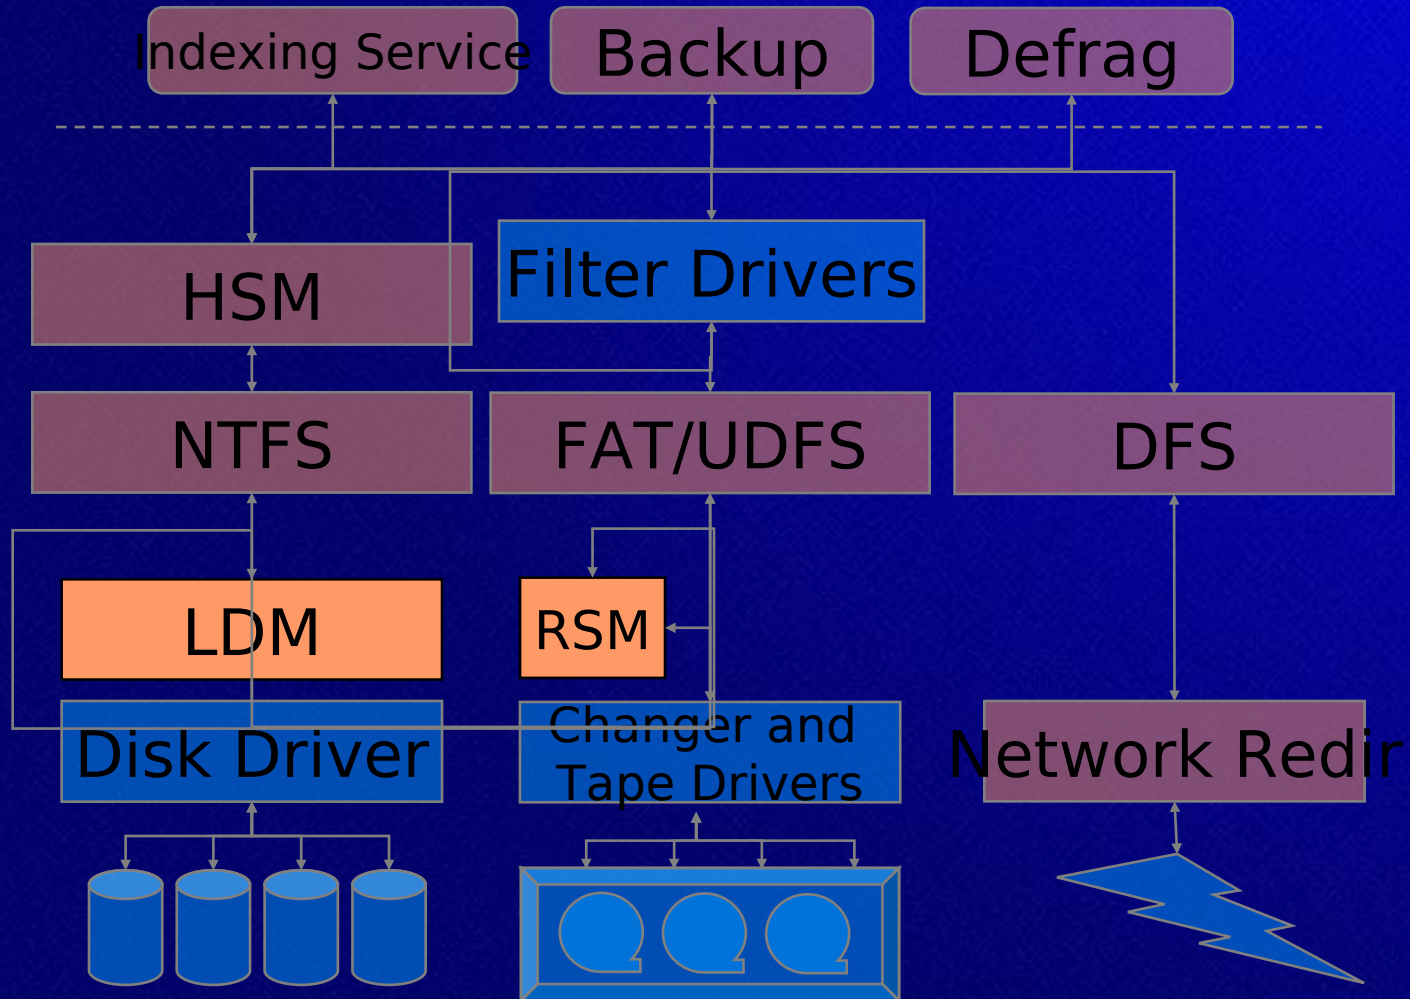 Indexing Service
Backup
Defrag
Filter Drivers
HSM
NTFS
FAT/UDFS
DFS
LDM
RSM
Disk Driver
Changer and
Tape Drivers
Network Redir